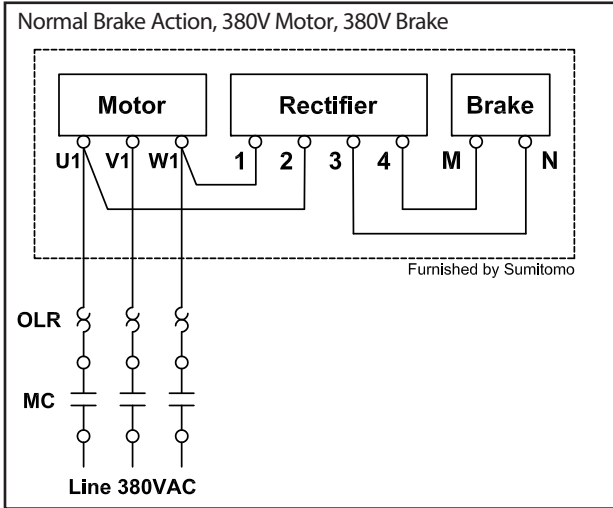 Normal Brake Action, 380V Motor, 380V Brake
Motor Rectifier Brake
U1 V1 W1 1 2 3 4 M N
Furnished by Sumitomo
OLR
MC
Line 380VAC